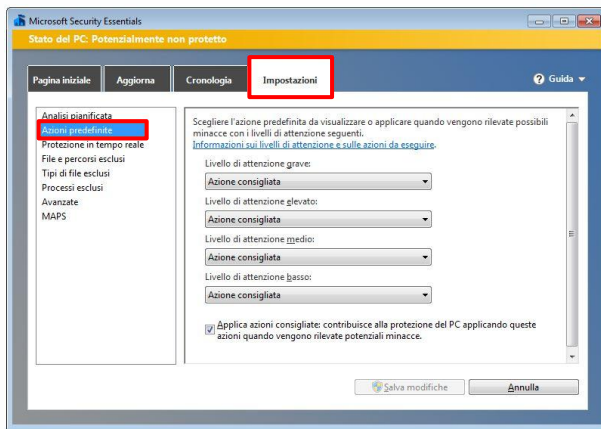 Microsoft Security Essentials
Stato del PC: Potenzialmente non protetto
Pagina iniziale
Aggiorna
Cronologia
Impostazioni
Guida
Analisi pianificata
Azioni predefinite
Protezione in tempo reale
File e percorsi esclusi
Tipi di file esclusi
Processi esclusi
Avanzate
MAPS
Scegliere l'azione predefinita da visualizzare o applicare quando vengono rilevate possibili
minacce con i livelli di attenzione seguenti.
Informazioni sui livelli di attenzione e sulle azioni da eseguire.
Livello di attenzione grave:
Azione consigliata
Livello di attenzione elevato:
Azione consigliata
Livello di attenzione medio:
Azione consigliata
Livello di attenzione basso:
Azione consigliata
Applica azioni consigliate: contribuisce alla protezione del PC applicando queste
azioni quando vengono rilevate potenziali minacce.
Salva modifiche
Annulla